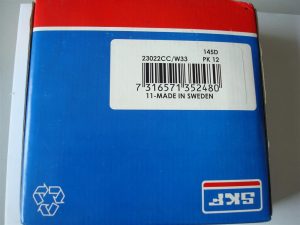 145D
23022CC/W33 PK 12
7 316571 352480
11-MADE IN SWEDEN
SKF